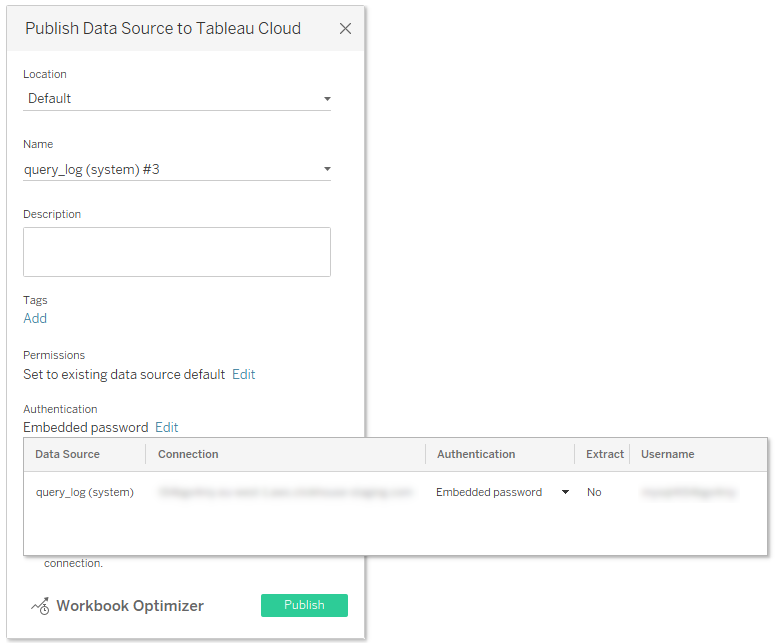 Publish Data Source to Tableau Cloud
Location
Default
Name
query_log (system) #3
Description
Tags
Add
Permissions
Set to existing data source default Edit
Authentication
Embedded password Edit
Data Source Connection Authentication Extract Username
query_log (system) Embedded password No
connection.
Workbook Optimizer Publish